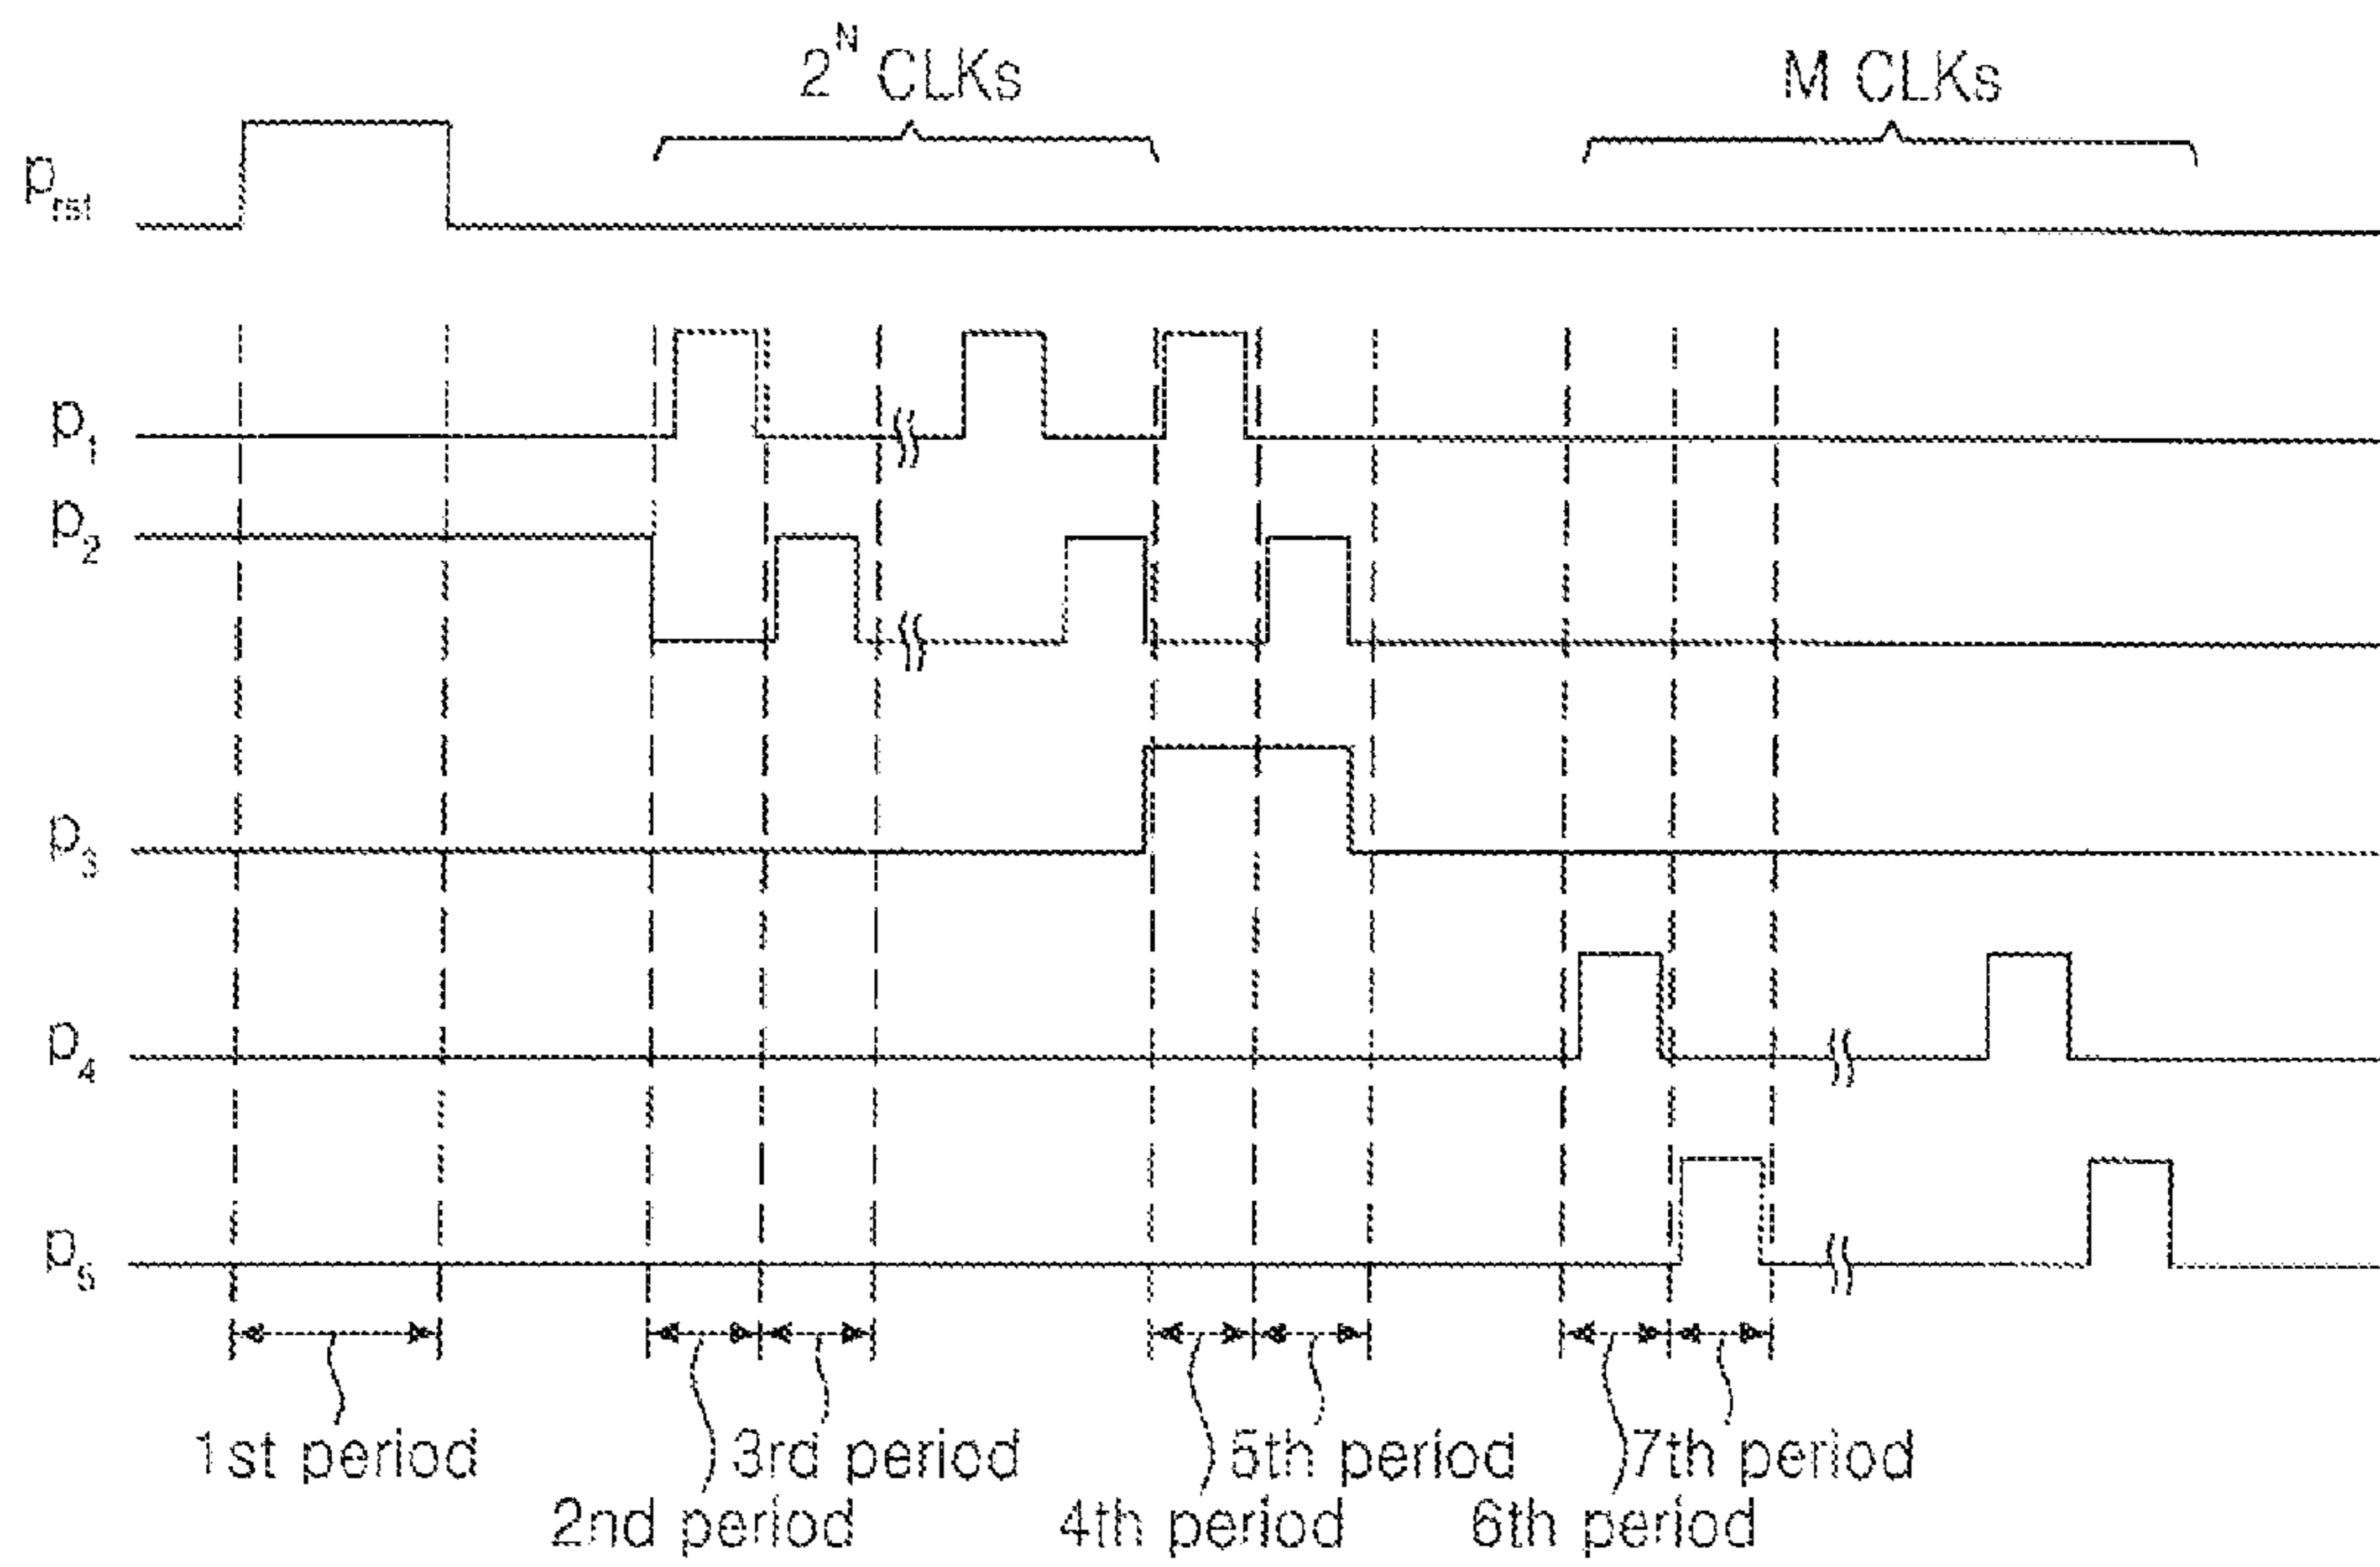 2^N CLKs
M CLKs
p_rst
p_1
p_2
p_3
p_4
p_5
1st period
3rd period
5th period
7th period
2nd period
4th period
6th period